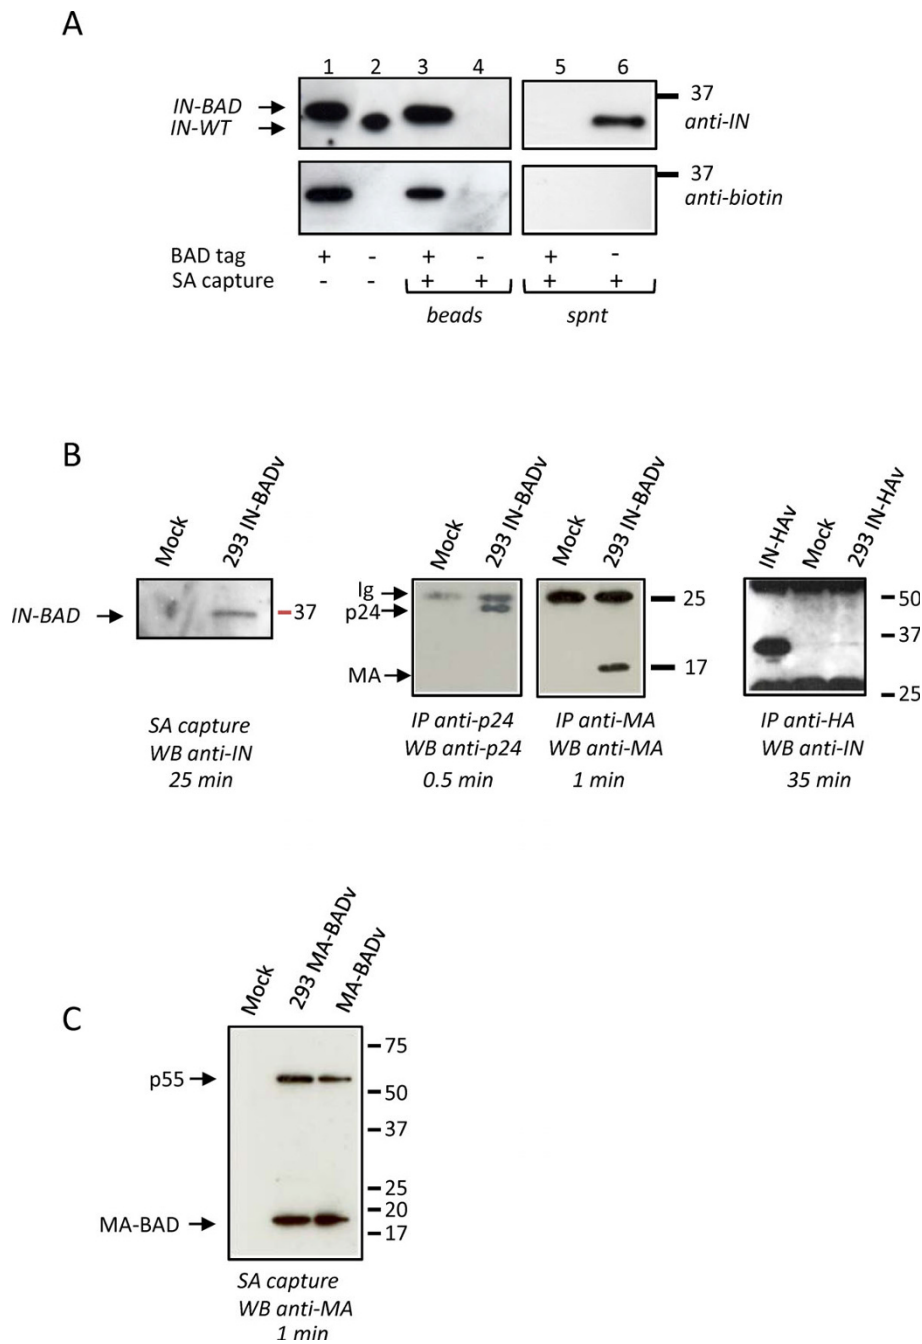 A
1 2 3 4 5 6
IN-BAD
IN-WT
37
anti-IN
37
anti-biotin
BAD tag + - + - + -
SA capture - - + + + +
beads spnt
B
Mock
293 IN-BADv
IN-BAD
37
SA capture
WB anti-IN
25 min
Mock
293 IN-BADv
Mock
293 IN-BADv
Ig
p24
MA
25
17
IP anti-p24
WB anti-p24
0.5 min
IP anti-MA
WB anti-MA
1 min
IN-HAv
Mock
293 IN-HAv
50
37
25
IP anti-HA
WB anti-IN
35 min
C
Mock
293 MA-BADv
MA-BADv
p55
MA-BAD
75
50
37
25
20
17
SA capture
WB anti-MA
1 min